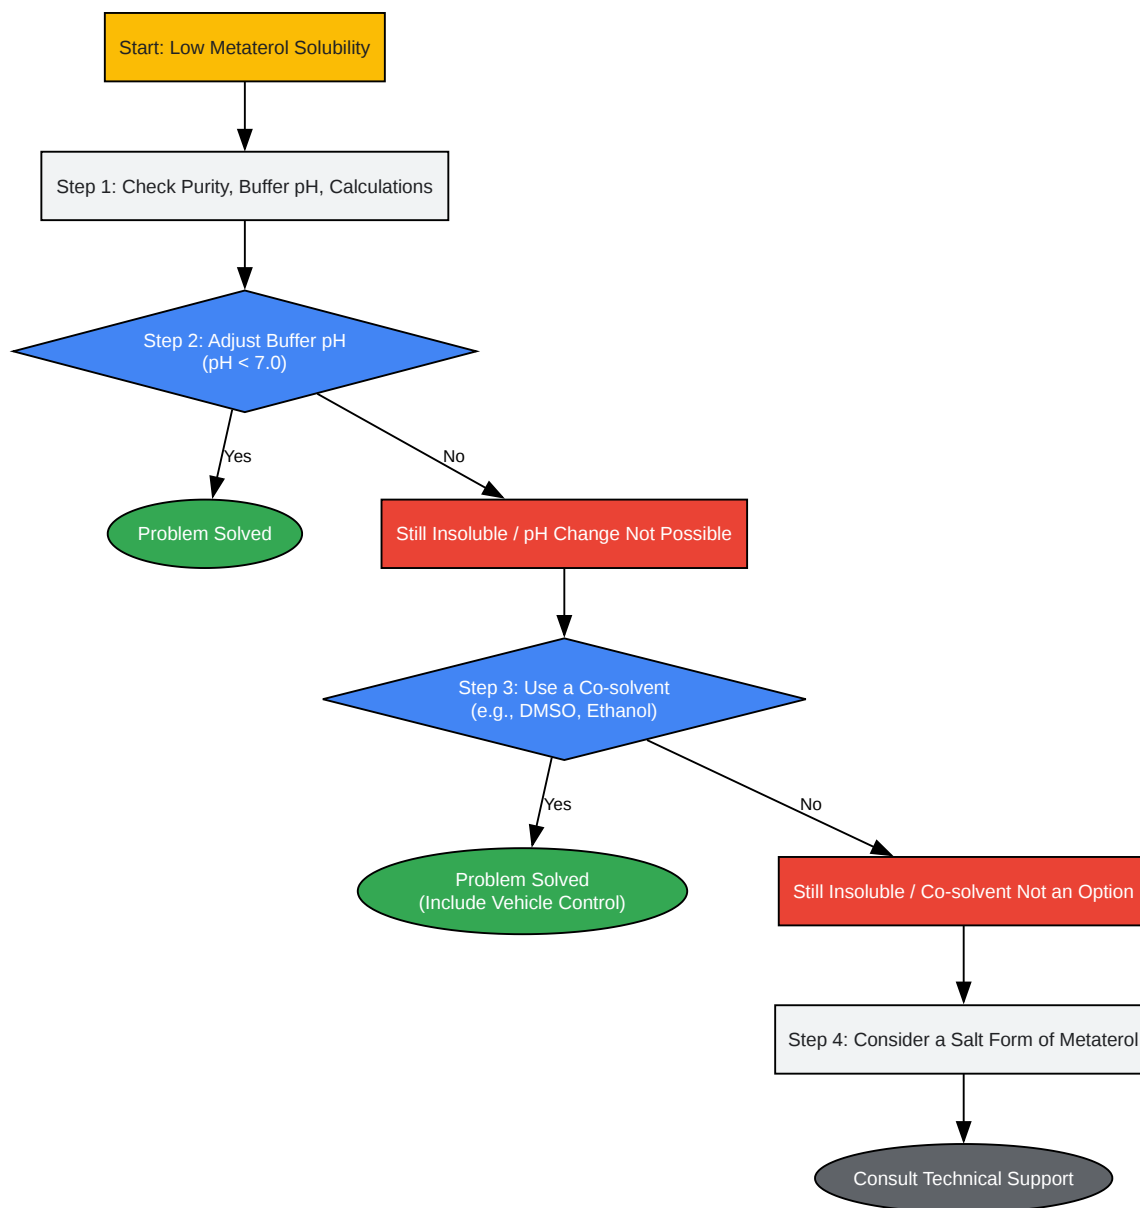 Start: Low Metaterol Solubility
Step 1: Check Purity, Buffer pH, Calculations
Step 2: Adjust Buffer pH
(pH < 7.0)
Yes
No
Problem Solved
Still Insoluble / pH Change Not Possible
Step 3: Use a Co-solvent
(e.g., DMSO, Ethanol)
Yes
No
Problem Solved
(Include Vehicle Control)
Still Insoluble / Co-solvent Not an Option
Step 4: Consider a Salt Form of Metaterol
Consult Technical Support